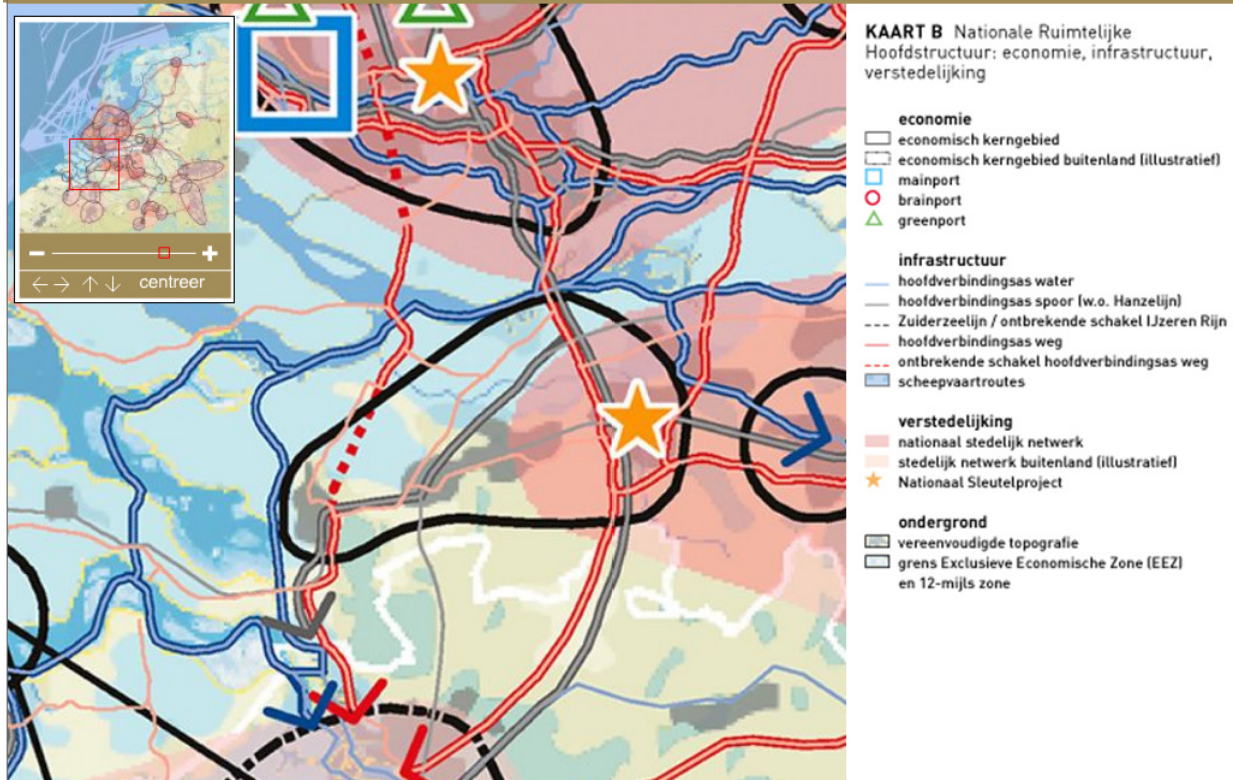 centreer
KAART B Nationale Ruimtelijke
Hoofdstructuur: economie, infrastructuur,
verstedelijking
economie
economisch kerngebied
economisch kerngebied buitenland (illustratief)
mainport
brainport
greenport
infrastructuur
hoofdverbindingsas water
hoofdverbindingsas spoor (w.o. Hanzelijn)
Zuiderzeelijn / ontbrekende schakel IJzeren Rijn
hoofdverbindingsas weg
ontbrekende schakel hoofdverbindingsas weg
scheepvaartroutes
verstedelijking
nationaal stedelijk netwerk
stedelijk netwerk buitenland (illustratief)
Nationaal Sleutelproject
ondergrond
vereenvoudigde topografie
grens Exclusieve Economische Zone (EEZ)
en 12-mijls zone